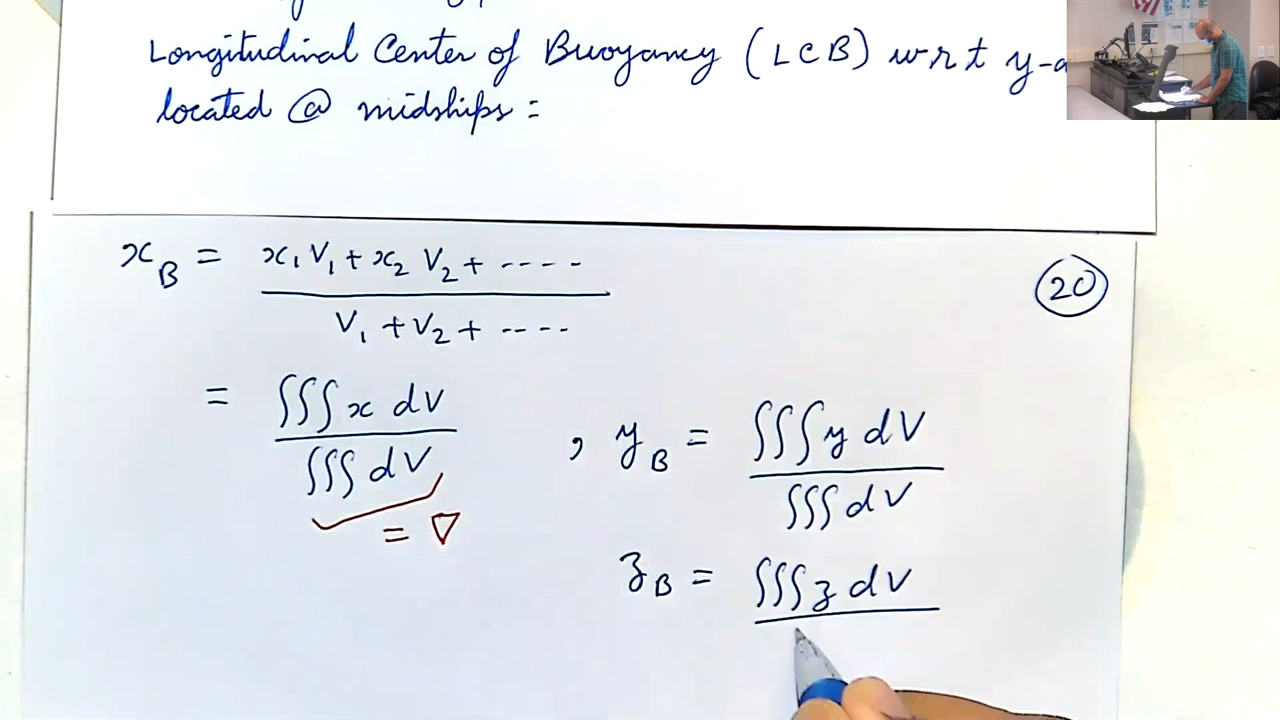 Longitudinal Center of Buoyancy (LCB) wrt y-a
located @ midships =
20
x_B = x₁V₁ + x₂V₂ + ----
V₁ + V₂ + ----
= ∫∫∫ x dV
∫∫∫ dV
= ∇
, y_B = ∫∫∫ y dV
∫∫∫ dV
z_B = ∫∫∫ z dV